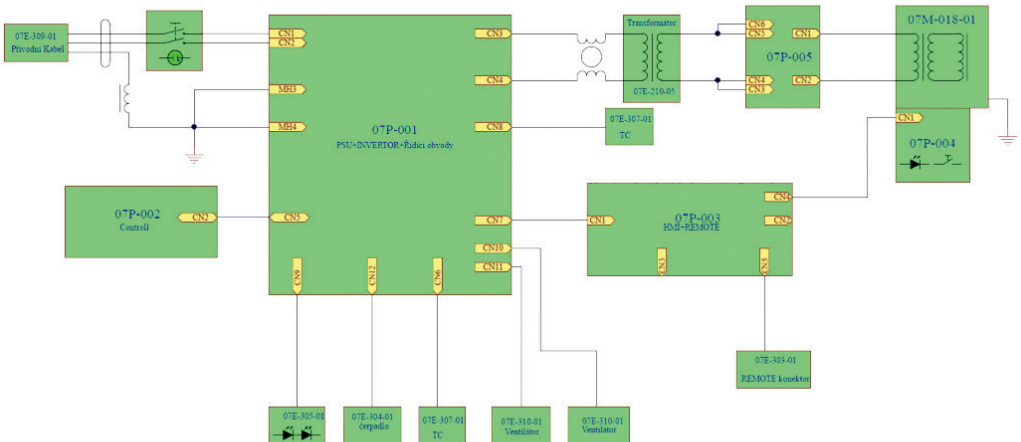 07E-309-01
Přívodní Kabel
CN1
CN2
MH3
MH4
CN3
CN4
CN8
07P-001
PSU+INVERTOR+Řídicí obvody
CN5
CN7
CN10
CN11
CN9
CN12
CN6
Transformátor
07E-210-05
CN6
CN5
CN1
07P-005
CN4
CN3
CN2
07M-018-01
CN1
07P-004
07E-307-01
TC
07P-002
Controll
CN2
07P-003
HMI+REMOTE
CN1
CN4
CN2
CN3
CN5
07E-303-01
REMOTE konektor
07E-305-01
07E-304-01
čerpadlo
07E-307-01
TC
07E-310-01
Ventilátor
07E-310-01
Ventilátor